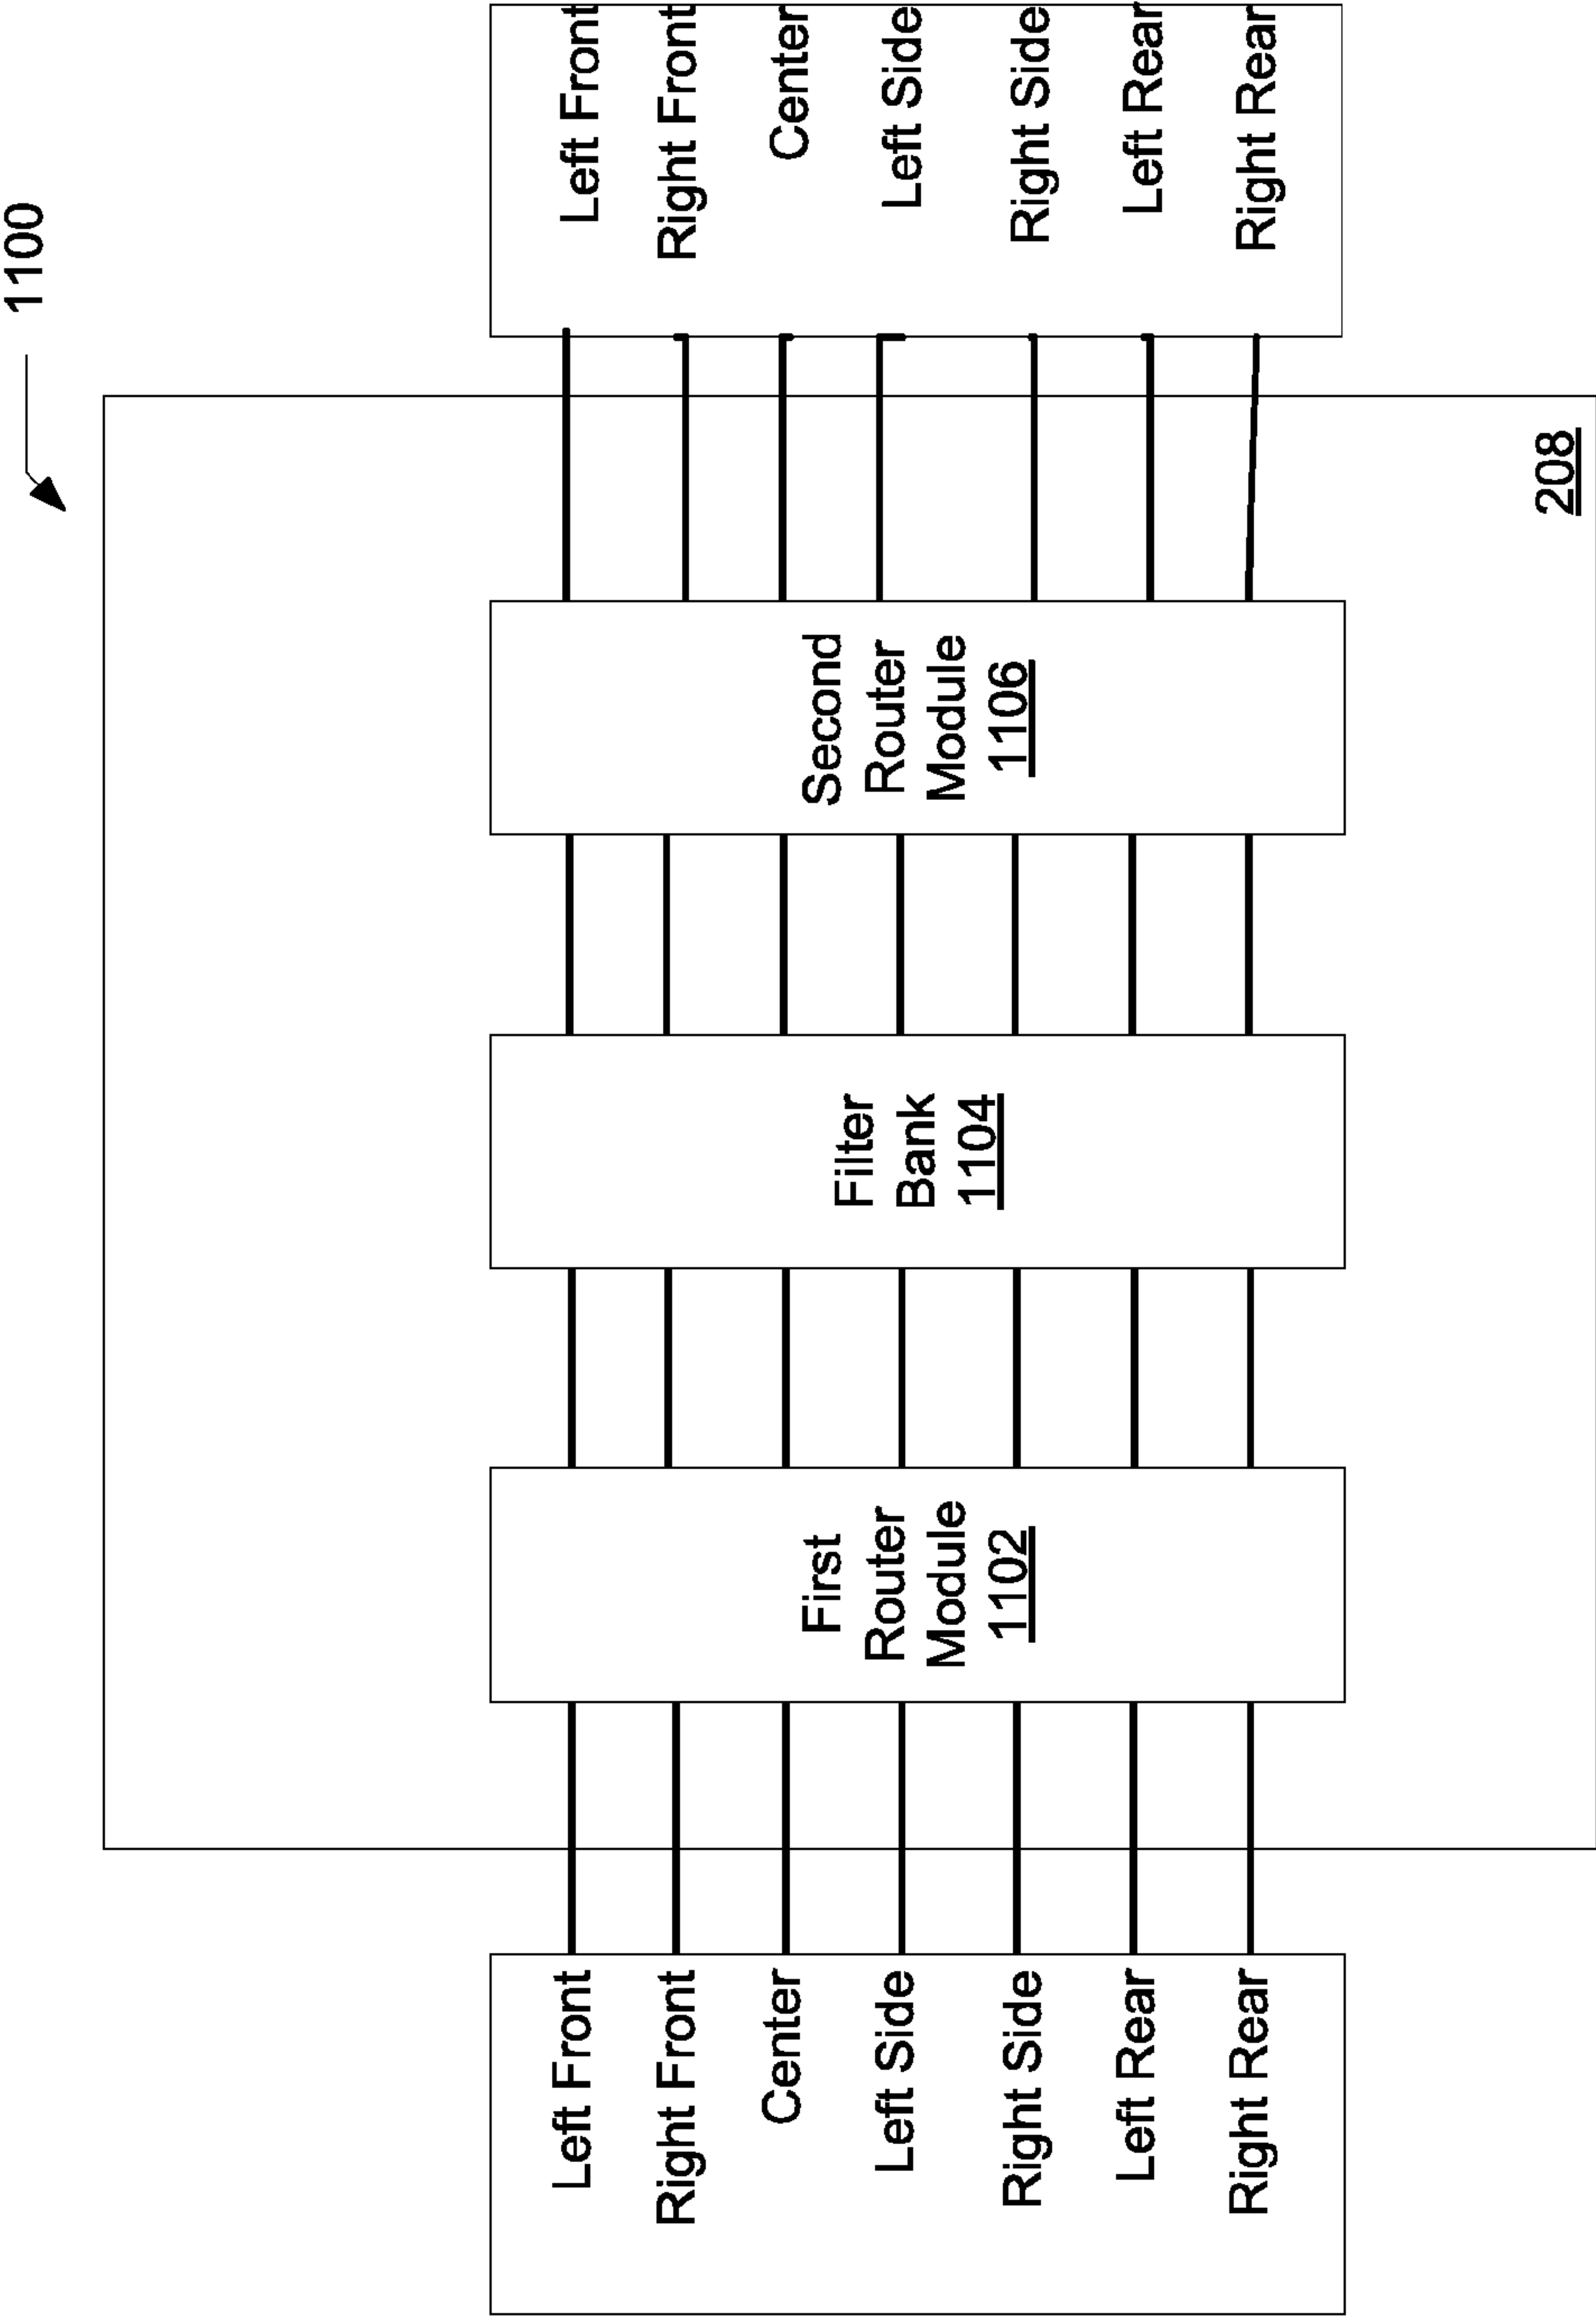 1100
Left Front
Right Front
Center
Left Side
Right Side
Left Rear
Right Rear
First
Router
Module
1102
Filter
Bank
1104
Second
Router
Module
1106
Left Front
Right Front
Center
Left Side
Right Side
Left Rear
Right Rear
208